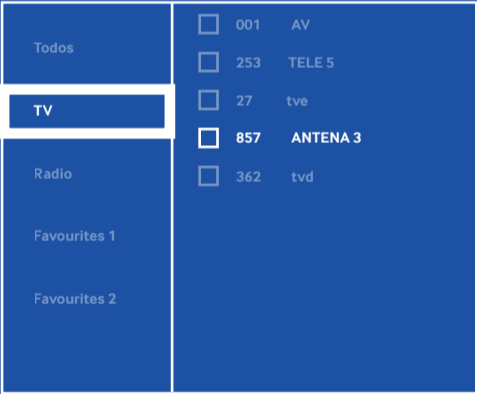 Todos
TV
Radio
Favourites 1
Favourites 2
001 AV
253 TELE 5
27 tve
857 ANTENA 3
362 tvd